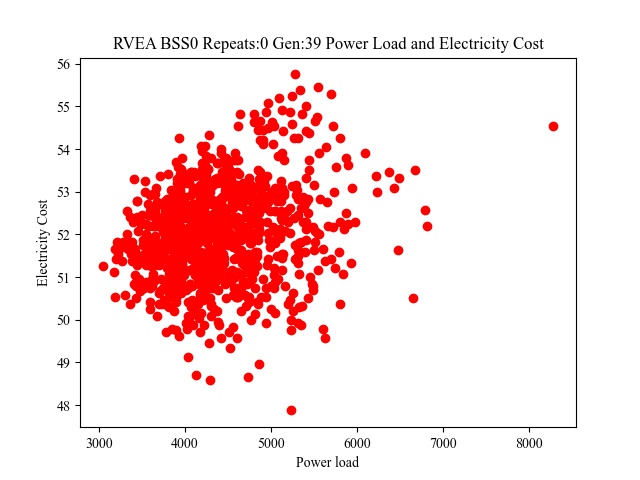 RVEA BSS0 Repeats:0 Gen:39 Power Load and Electricity Cost
56
55
54
53
52
51
50
49
48
Electricity Cost
3000 4000 5000 6000 7000 8000
Power load